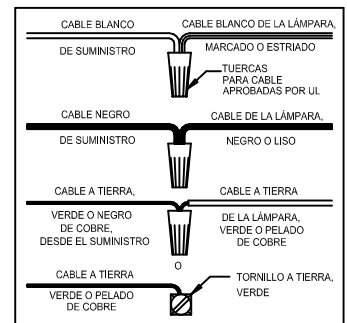 CABLE BLANCO
CABLE BLANCO DE LA LÁMPARA,
DE SUMINISTRO
MARCADO O ESTRIADO
TUERCAS
PARA CABLE
APROBADAS POR UL
CABLE NEGRO
CABLE DE LA LÁMPARA,
DE SUMINISTRO
NEGRO O LISO
CABLE A TIERRA,
CABLE A TIERRA
VERDE O NEGRO
DE COBRE,
DESDE EL SUMINISTRO
DE LA LÁMPARA,
VERDE O PELADO
DE COBRE
O
CABLE A TIERRA
VERDE O PELADO
DE COBRE
TORNILLO A TIERRA,
VERDE